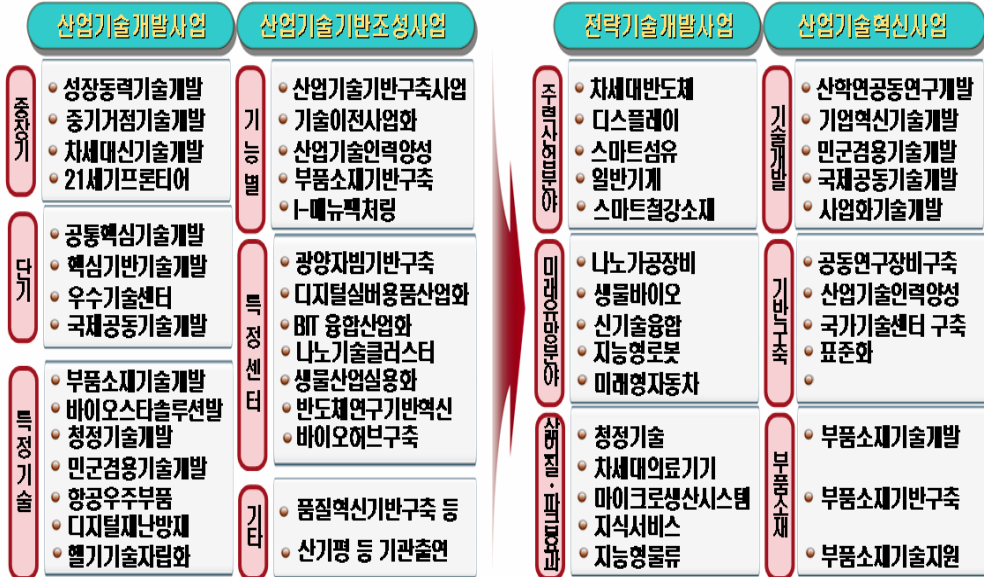 산업기술개발사업
중장기
성장동력기술개발
중기거점기술개발
차세대신기술개발
21세기프론티어
단기
공통핵심기술개발
핵심기반기술개발
우수기술센터
국제공동기술개발
특정기술
부품소재기술개발
바이오스타솔루션발
청정기술개발
민군겸용기술개발
항공우주부품
디지털재난방재
헬기기술자립화
산업기술기반조성사업
기능별
산업기술기반구축사업
기술이전사업화
산업기술인력양성
부품소재기반구축
I-매뉴팩처링
특정센터
광양자빔기반구축
디지털실버용품산업화
BIT 융합산업화
나노기술클러스터
생물산업실용화
반도체연구기반혁신
바이오허브구축
기타
품질혁신기반구축 등
산기평 등 기관출연
전략기술개발사업
주력산업분야
차세대반도체
디스플레이
스마트섬유
일반기계
스마트철강소재
미래유망분야
나노가공장비
생물바이오
신기술융합
지능형로봇
미래형자동차
삶의질·파급효과
청정기술
차세대의료기기
마이크로생산시스템
지식서비스
지능형물류
산업기술혁신사업
기술개발
산학연공동연구개발
기업혁신기술개발
민군겸용기술개발
국제공동기술개발
사업화기술개발
기반구축
공동연구장비구축
산업기술인력양성
국가기술센터 구축
표준화
부품소재
부품소재기술개발
부품소재기반구축
부품소재기술지원